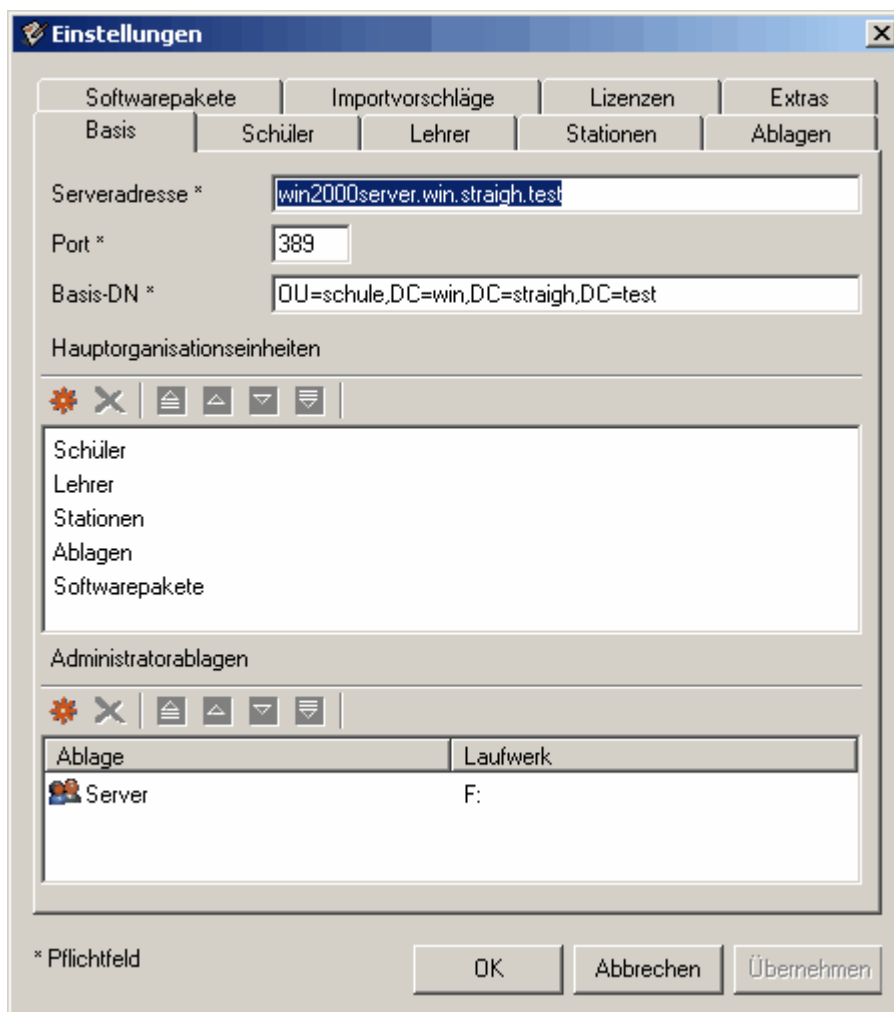 Einstellungen
Softwarepakete Importvorschläge Lizenzen Extras
Basis Schüler Lehrer Stationen Ablagen
Serveradresse * win2000server.win.straigh.test
Port * 389
Basis-DN * OU=schule,DC=win,DC=straigh,DC=test
Hauptorganisationseinheiten
Schüler
Lehrer
Stationen
Ablagen
Softwarepakete
Administratorablagen
Ablage Laufwerk
Server F:
* Pflichtfeld OK Abbrechen Übernehmen